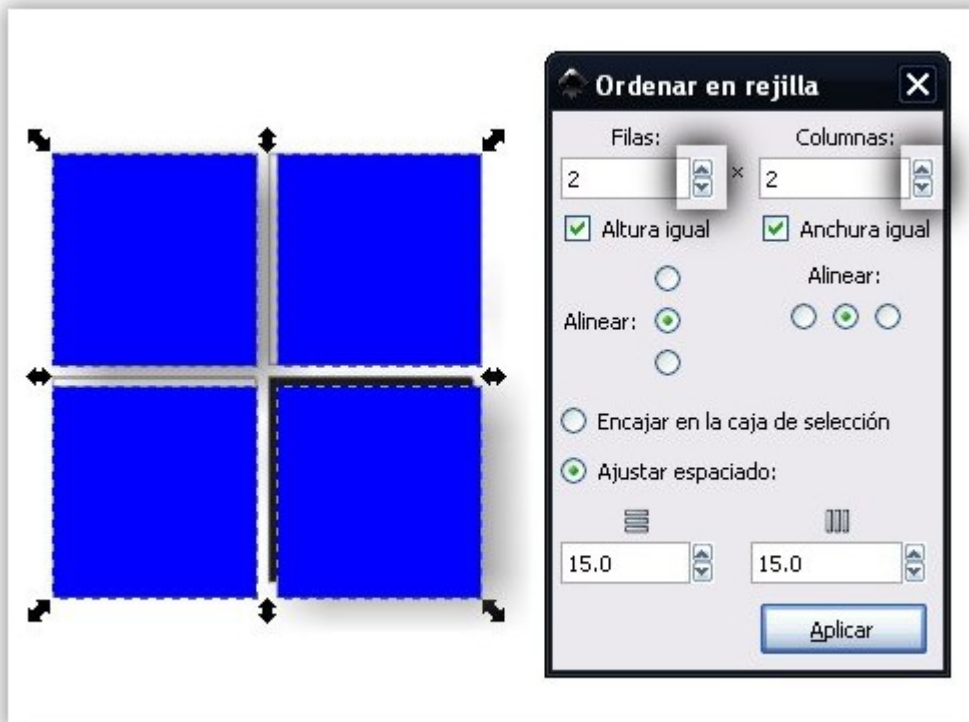 Ordenar en rejilla
Filas: Columnas:
2 × 2
Altura igual Anchura igual
Alinear:
Alinear:
Encajar en la caja de selección
Ajustar espaciado:
15.0 15.0
Aplicar